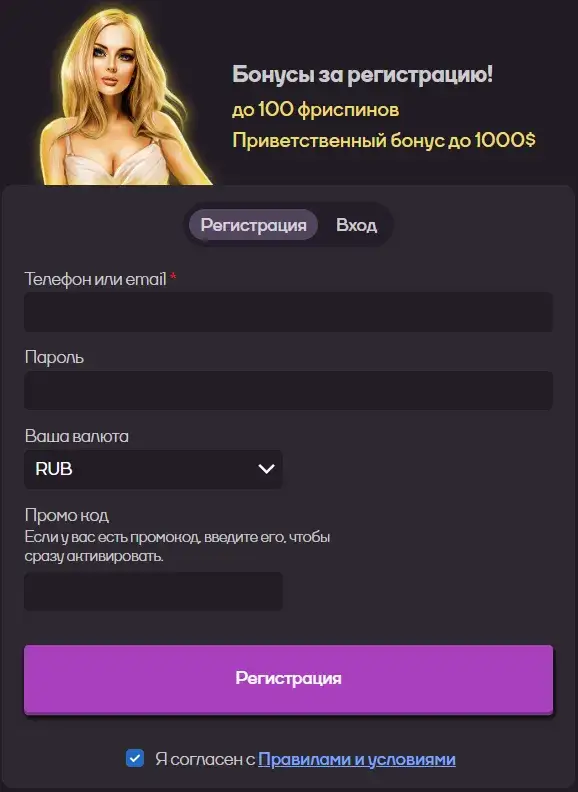 Бонусы за регистрацию!
до 100 фриспинов
Приветственный бонус до 1000$
Регистрация Вход
Телефон или email *
Пароль
Ваша валюта
RUB
Промо код
Если у вас есть промокод, введите его, чтобы
сразу активировать.
Регистрация
Я согласен с Правилами и условиями